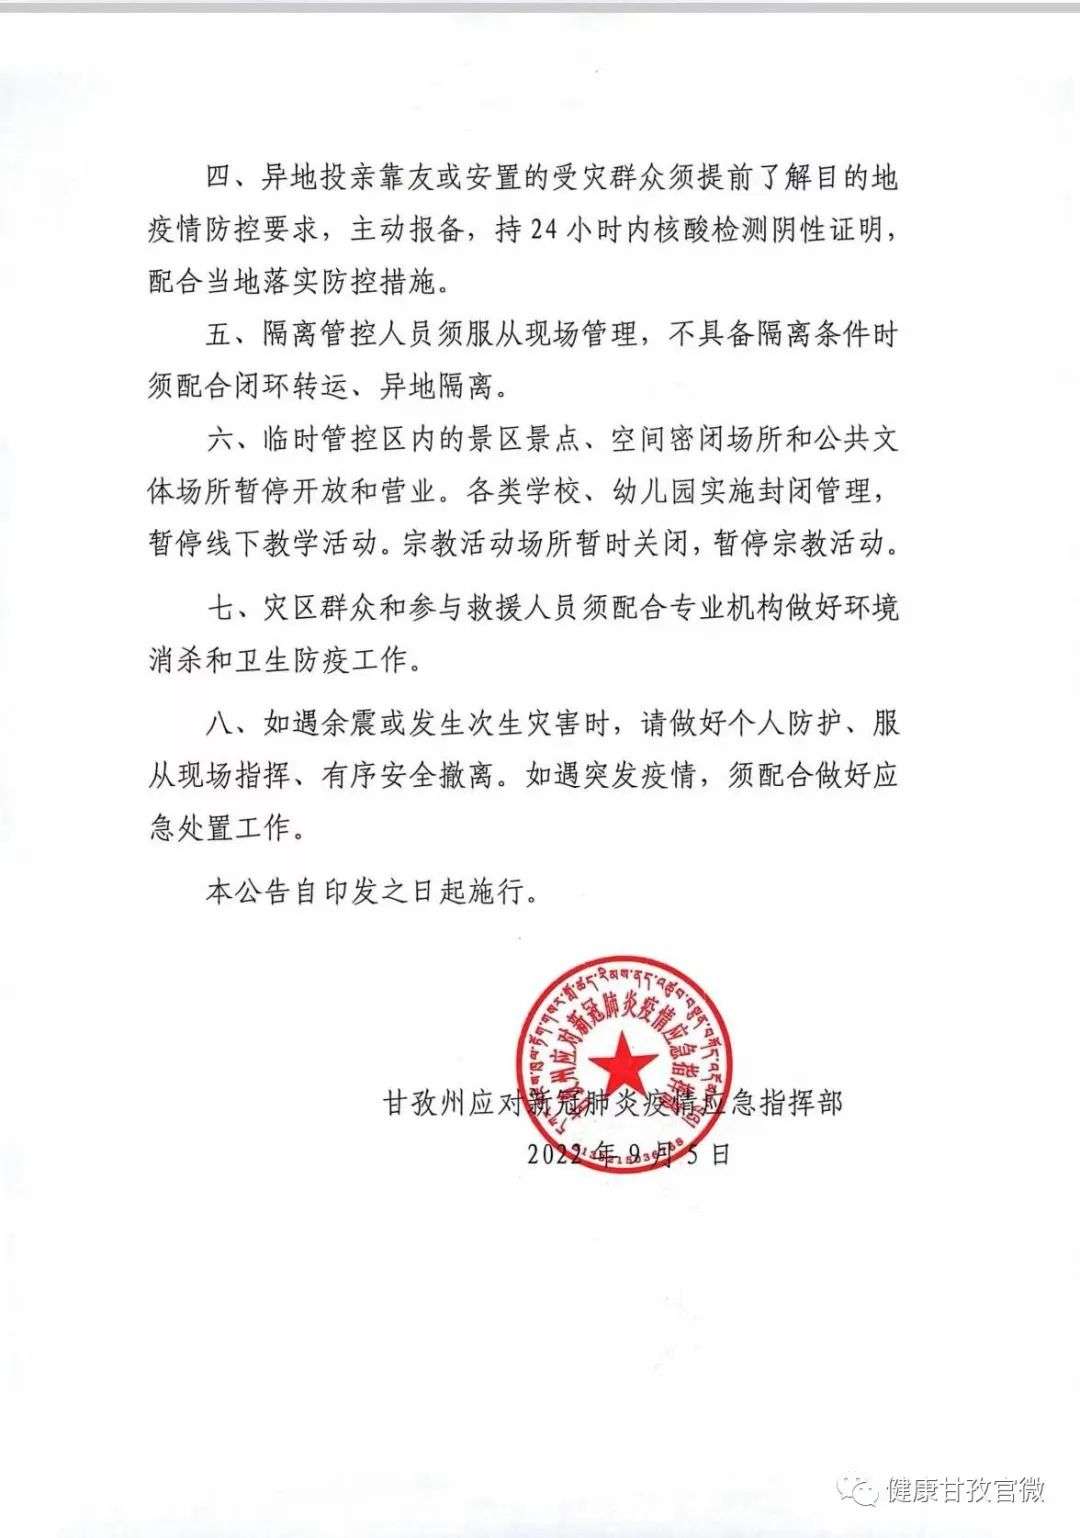 四、异地投亲靠友或安置的受灾群众须提前了解目的地
疫情防控要求，主动报备，持24小时内核酸检测阴性证明，
配合当地落实防控措施。
五、隔离管控人员须服从现场管理，不具备隔离条件时
须配合闭环转运、异地隔离。
六、临时管控区内的景区景点、空间密闭场所和公共文
体场所暂停开放和营业。各类学校、幼儿园实施封闭管理，
暂停线下教学活动。宗教活动场所暂时关闭，暂停宗教活动。
七、灾区群众和参与救援人员须配合专业机构做好环境
消杀和卫生防疫工作。
八、如遇余震或发生次生灾害时，请做好个人防护、服
从现场指挥、有序安全撤离。如遇突发疫情，须配合做好应
急处置工作。
本公告自印发之日起施行。
甘孜州应对新冠肺炎疫情应急指挥部
甘孜州应对新冠肺炎疫情应急指挥部
2022年9月5日
健康甘孜官微